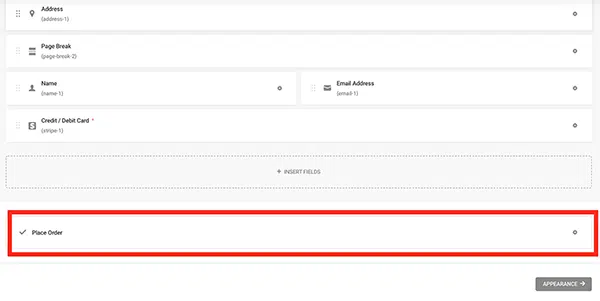 Address
{address-1}
Page Break
{page-break-2}
Name
{name-1}
Email Address
{email-1}
Credit / Debit Card *
{stripe-1}
+ INSERT FIELDS
Place Order
APPEARANCE →